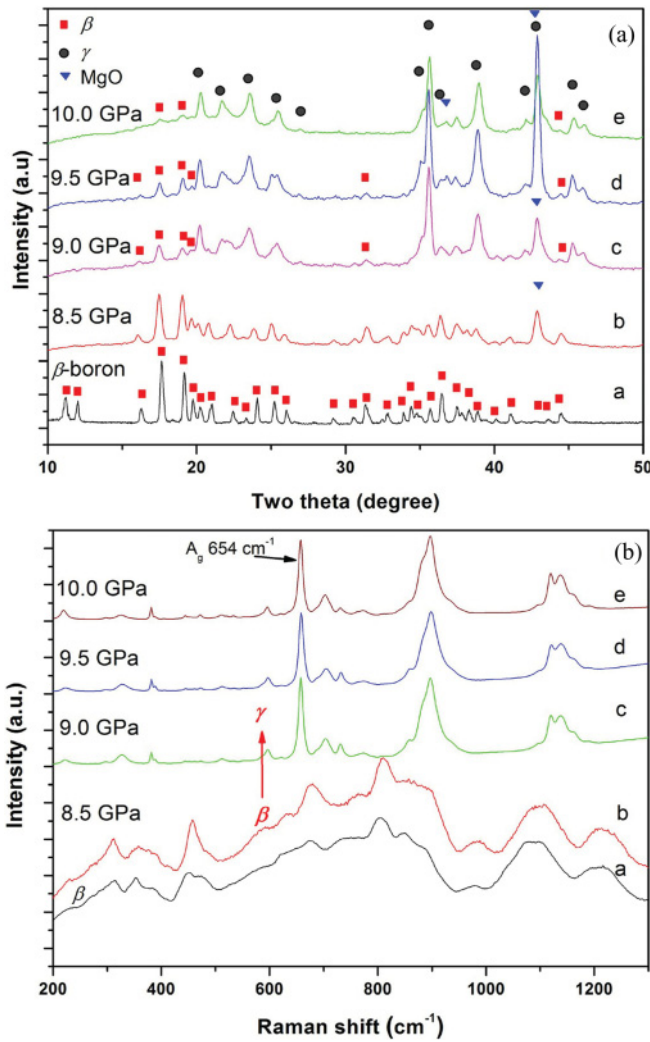 β
γ
MgO
(a)
10.0 GPa
e
9.5 GPa
d
9.0 GPa
c
8.5 GPa
b
β-boron
a
Intensity (a.u)
10 20 30 40 50
Two theta (degree)
A_g 654 cm⁻¹
(b)
10.0 GPa
e
9.5 GPa
d
9.0 GPa
c
γ
β
8.5 GPa
b
a
β
Intensity (a.u.)
200 400 600 800 1000 1200
Raman shift (cm⁻¹)